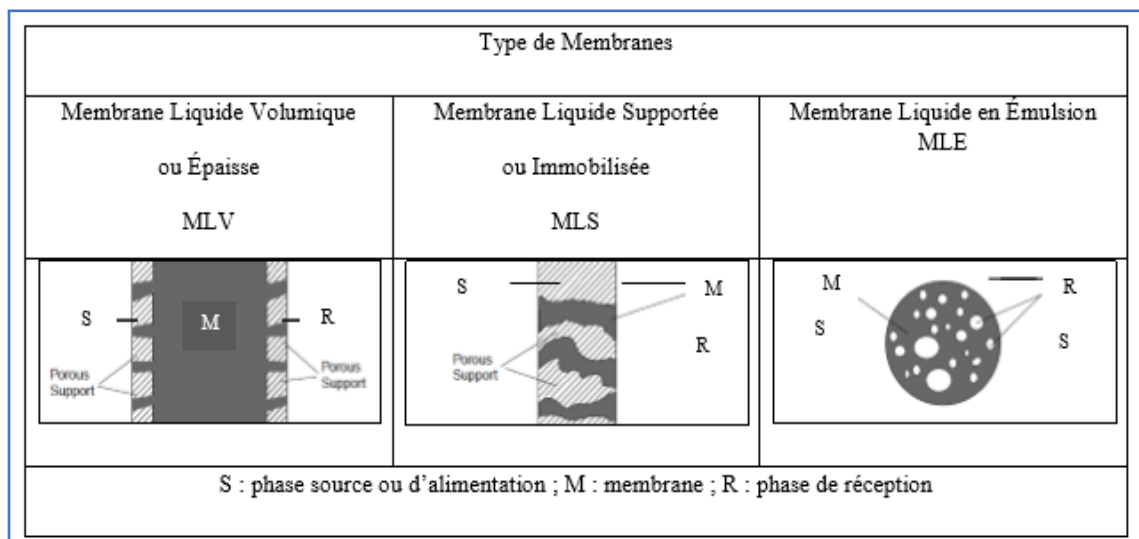 Type de Membranes
Membrane Liquide Volumique
ou Épaisse
MLV
Membrane Liquide Supportée
ou Immobilisée
MLS
Membrane Liquide en Émulsion
MLE
S
M
R
Porous
Support
Porous
Support
S
M
R
Porous
Support
M
S
R
S
S : phase source ou d’alimentation ; M : membrane ; R : phase de réception